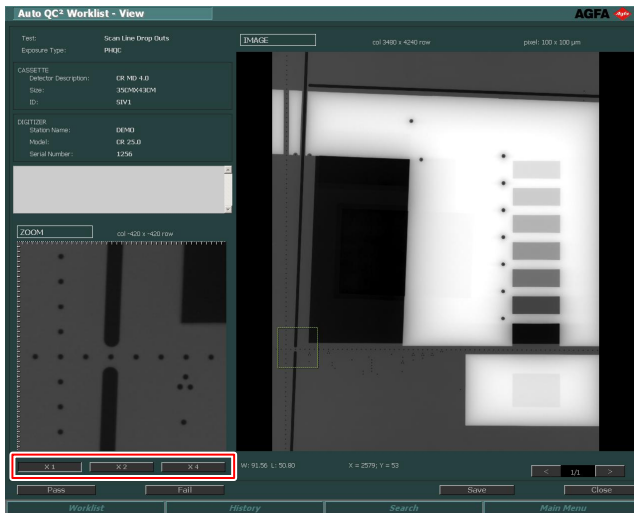 Auto QC² Worklist - View
AGFA Agfa
Test: Scan Line Drop Outs
Exposure Type: PHQC
IMAGE col 3480 x 4240 row pixel: 100 x 100 µm
CASSETTE
Detector Description: CR MD 4.0
Size: 35CMX43CM
ID: SIV1
DIGITIZER
Station Name: DEMO
Model: CR 25.0
Serial Number: 1256
ZOOM col -420 x -420 row
X 1 X 2 X 4
W: 91.56 L: 50.80 X = 2579; Y = 53
< 1/1 >
Pass Fail Save Close
Worklist History Search Main Menu